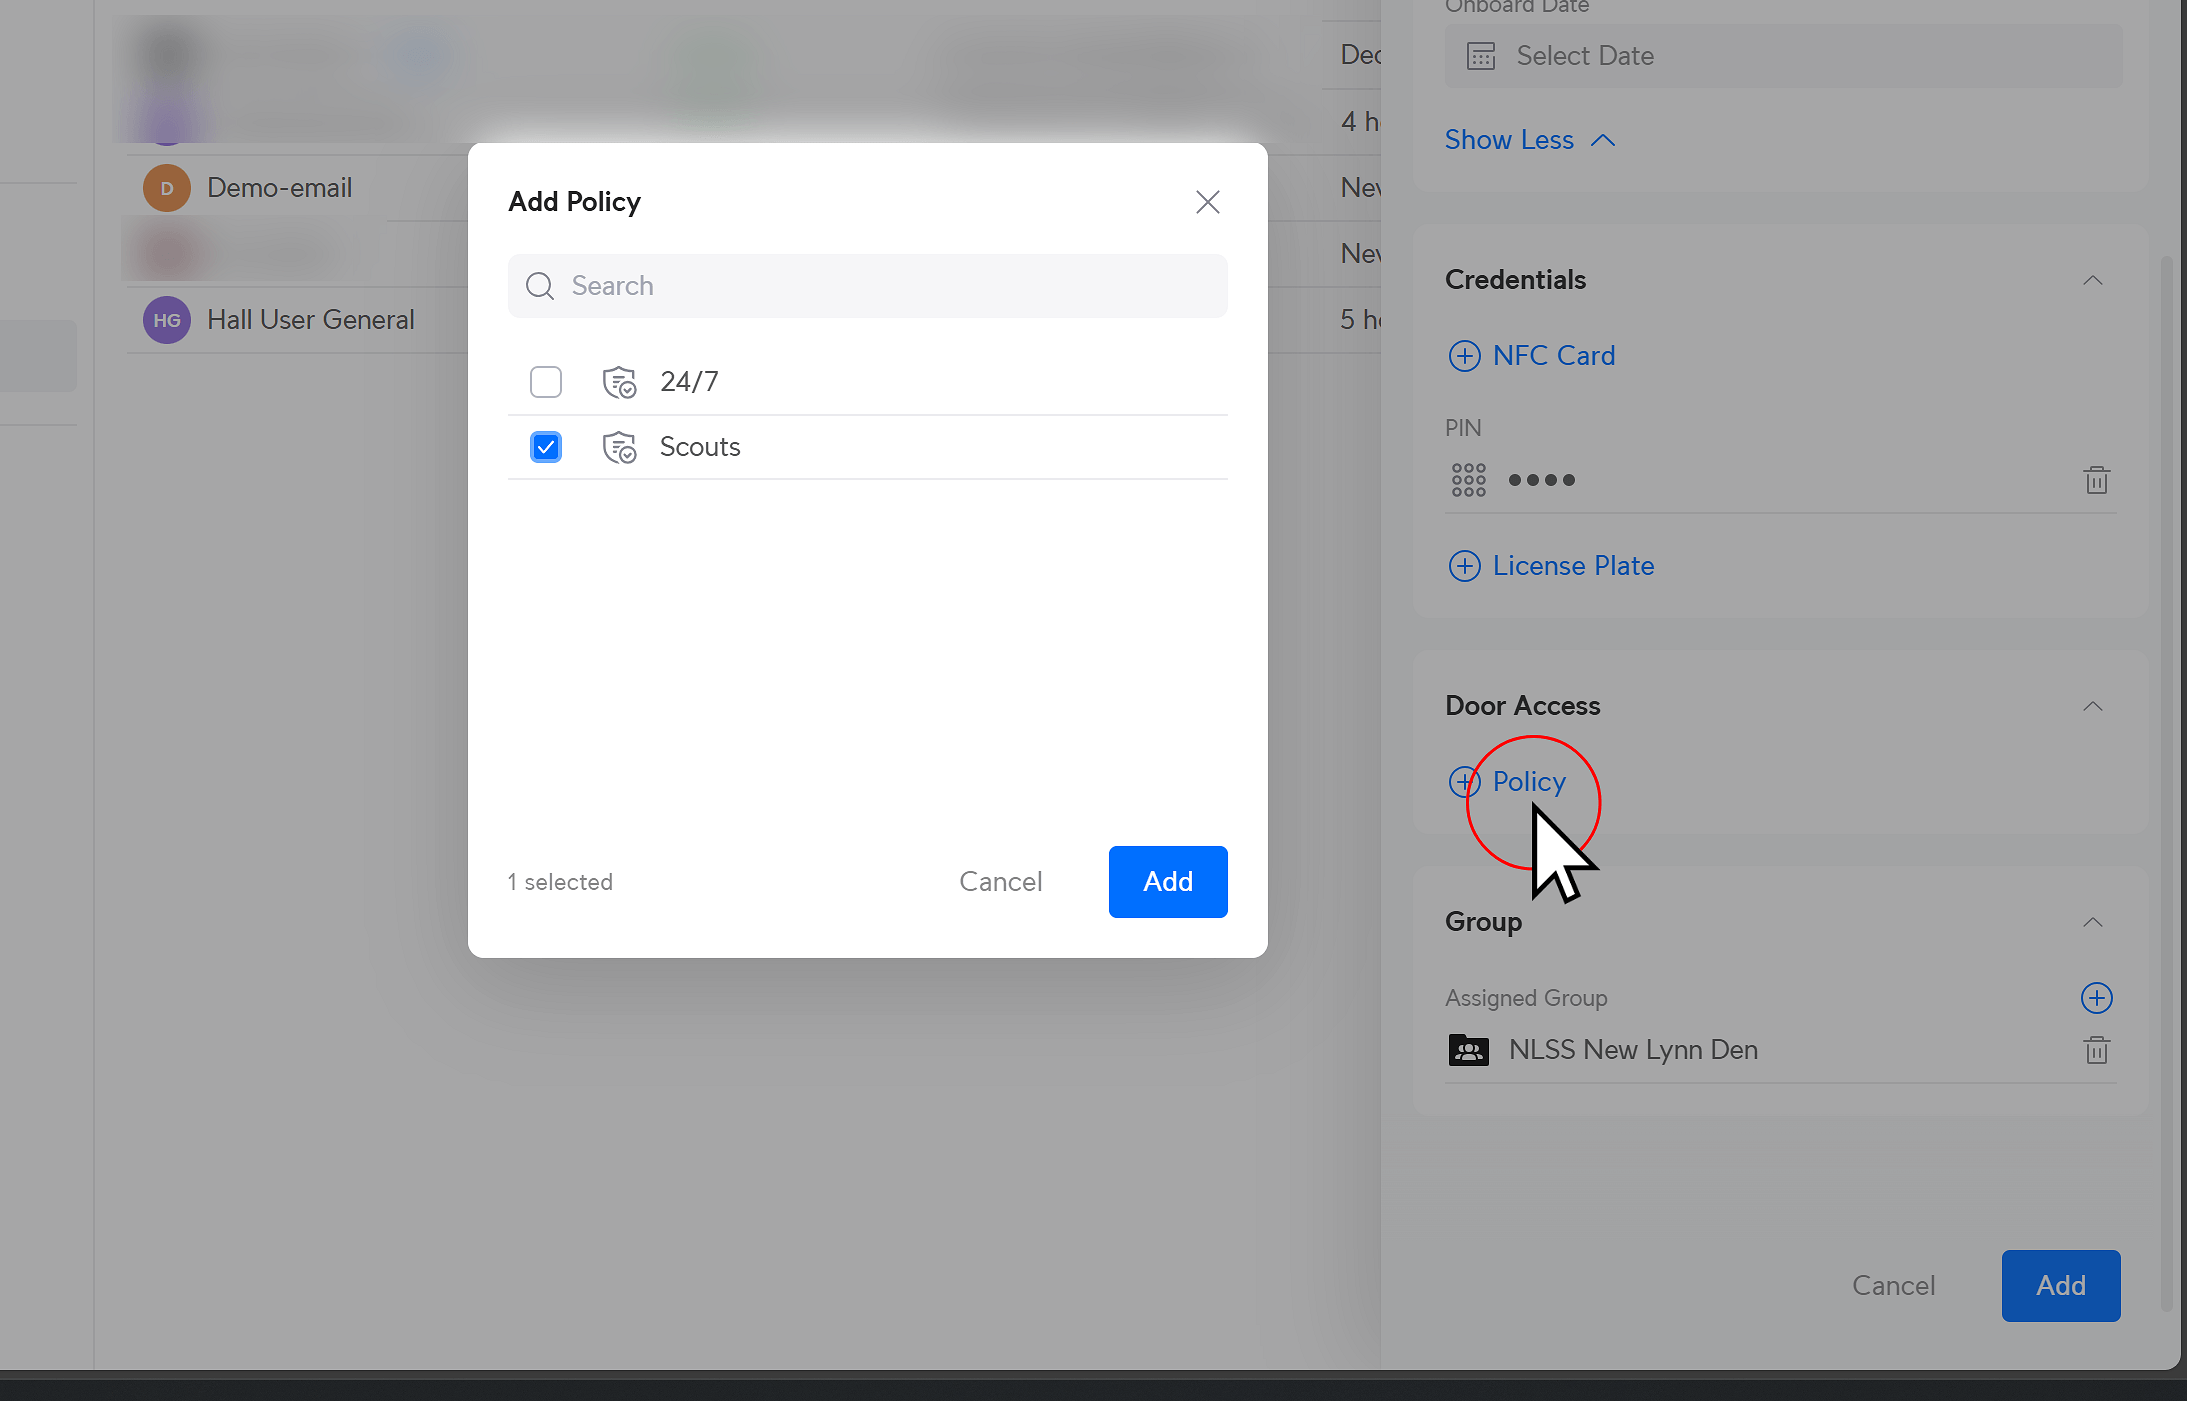 Dec
4 h
D Demo-email
Nev
Nev
HG Hall User General
5 h
Add Policy
Search
24/7
Scouts
1 selected
Cancel
Add
Onboard Date
Select Date
Show Less
Credentials
NFC Card
PIN
License Plate
Door Access
Policy
Group
Assigned Group
NLSS New Lynn Den
Cancel
Add